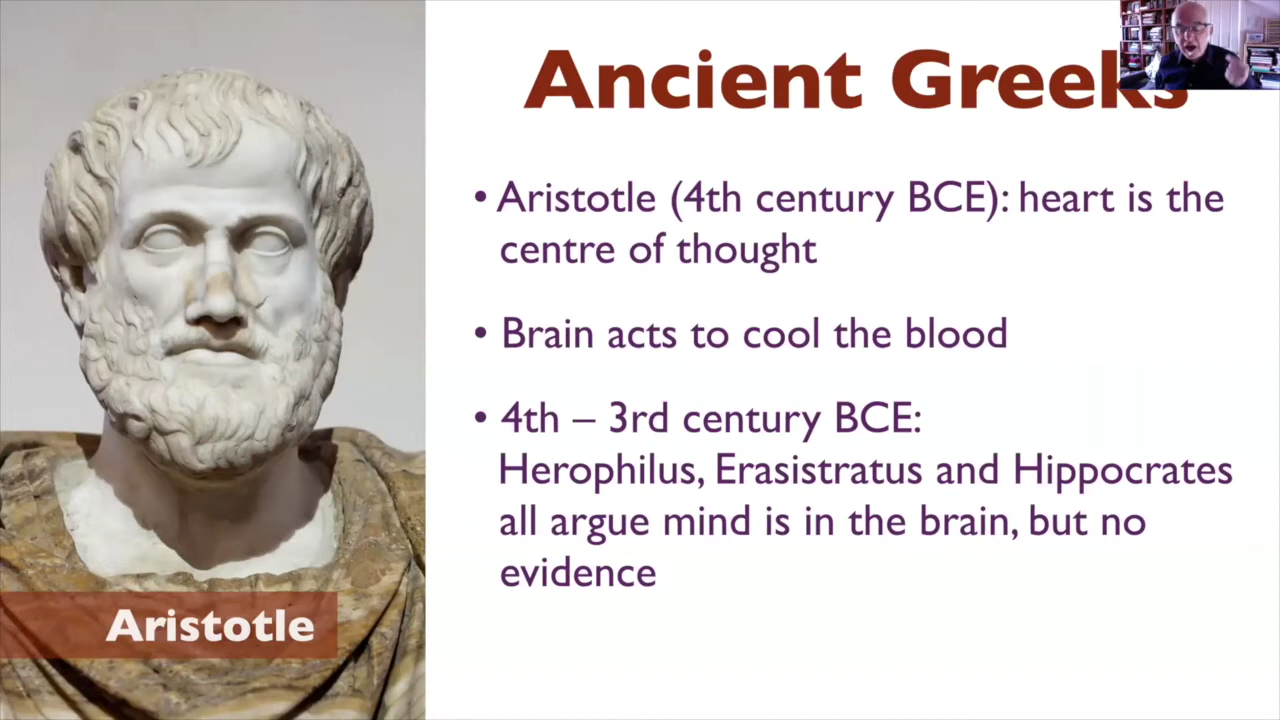 Ancient Greeks
• Aristotle (4th century BCE): heart is the
centre of thought
• Brain acts to cool the blood
• 4th – 3rd century BCE:
Herophilus, Erasistratus and Hippocrates
all argue mind is in the brain, but no
evidence
Aristotle